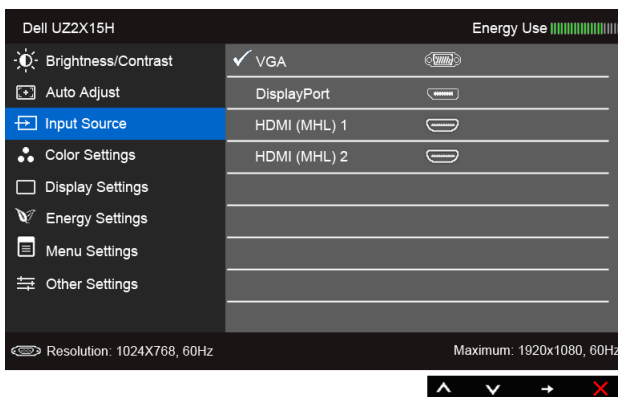 Dell UZ2X15H Energy Use
Brightness/Contrast VGA
Auto Adjust DisplayPort
Input Source HDMI (MHL) 1
Color Settings HDMI (MHL) 2
Display Settings
Energy Settings
Menu Settings
Other Settings
Resolution: 1024X768, 60Hz Maximum: 1920x1080, 60Hz